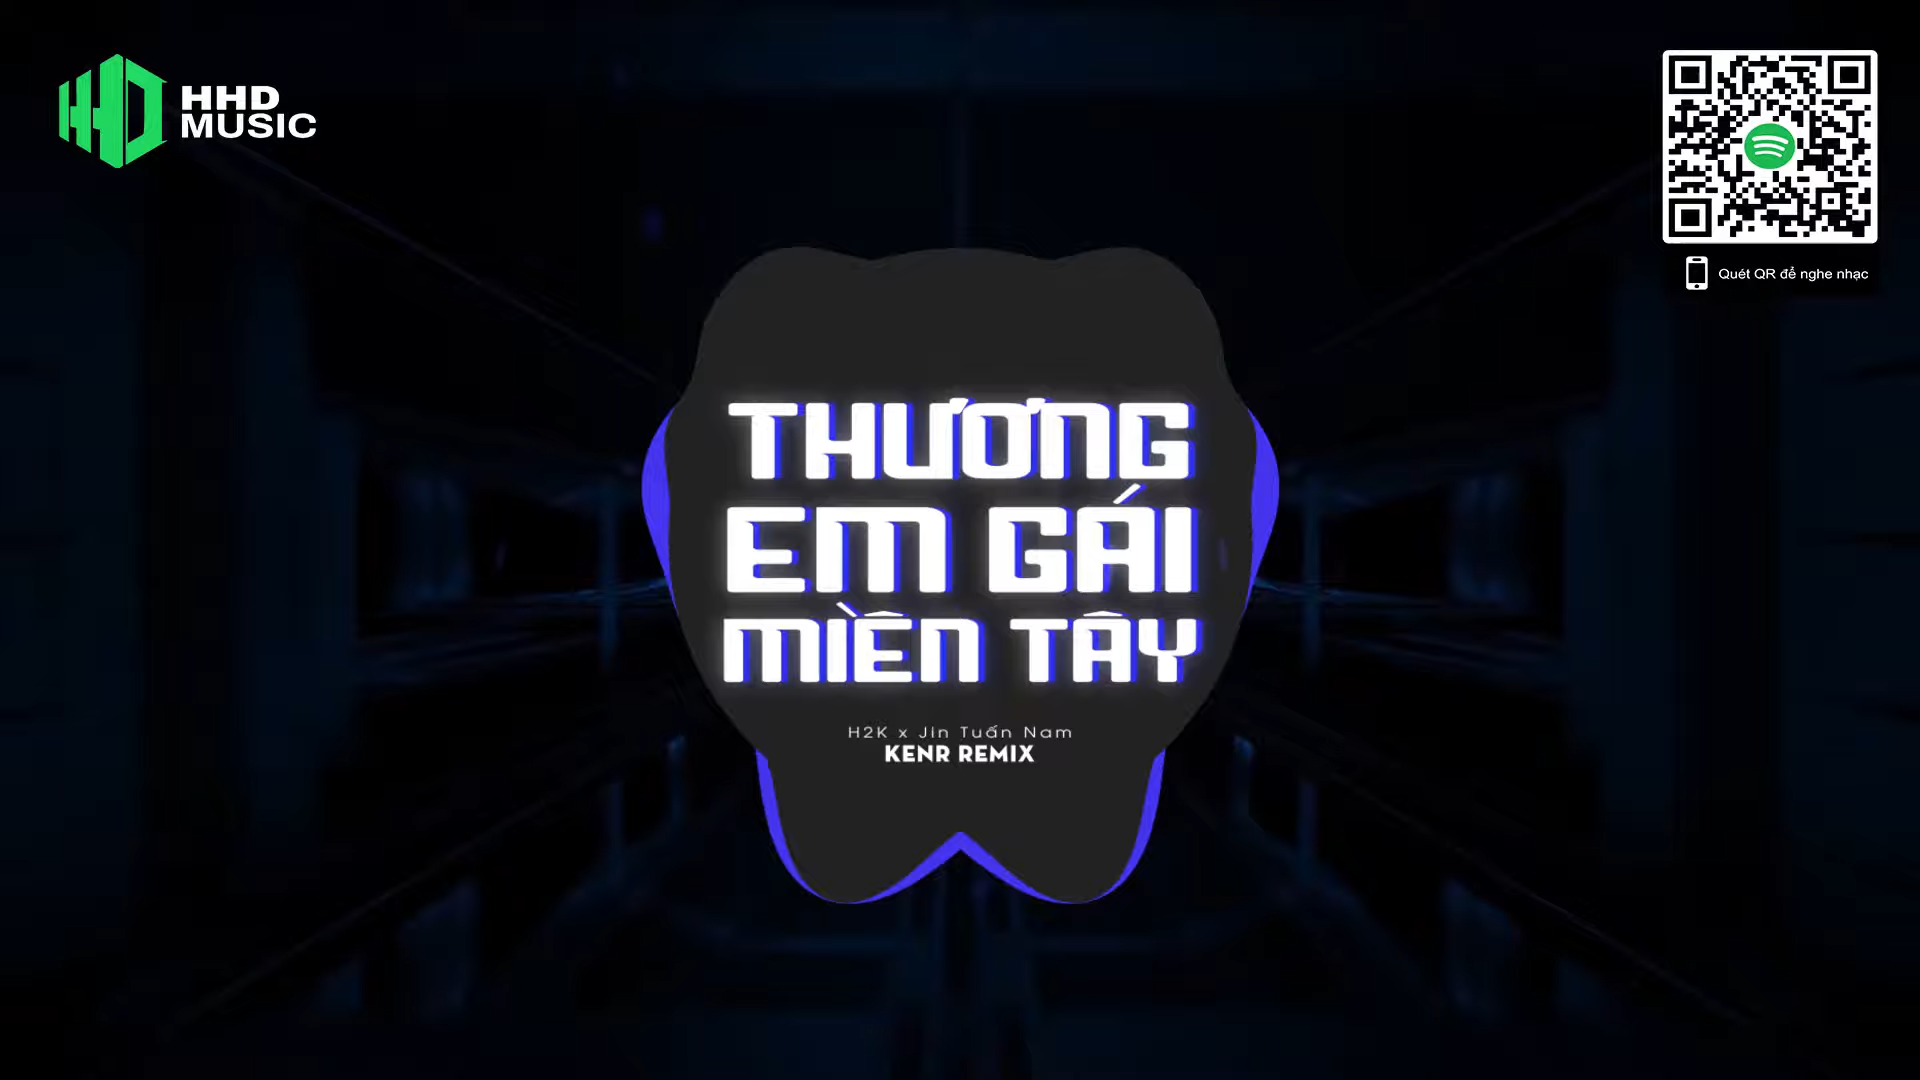 HHD
MUSIC
Quét QR để nghe nhạc
THƯƠNG
EM GÁI
MIỀN TÂY
H2K x Jin Tuấn Nam
KENR REMIX